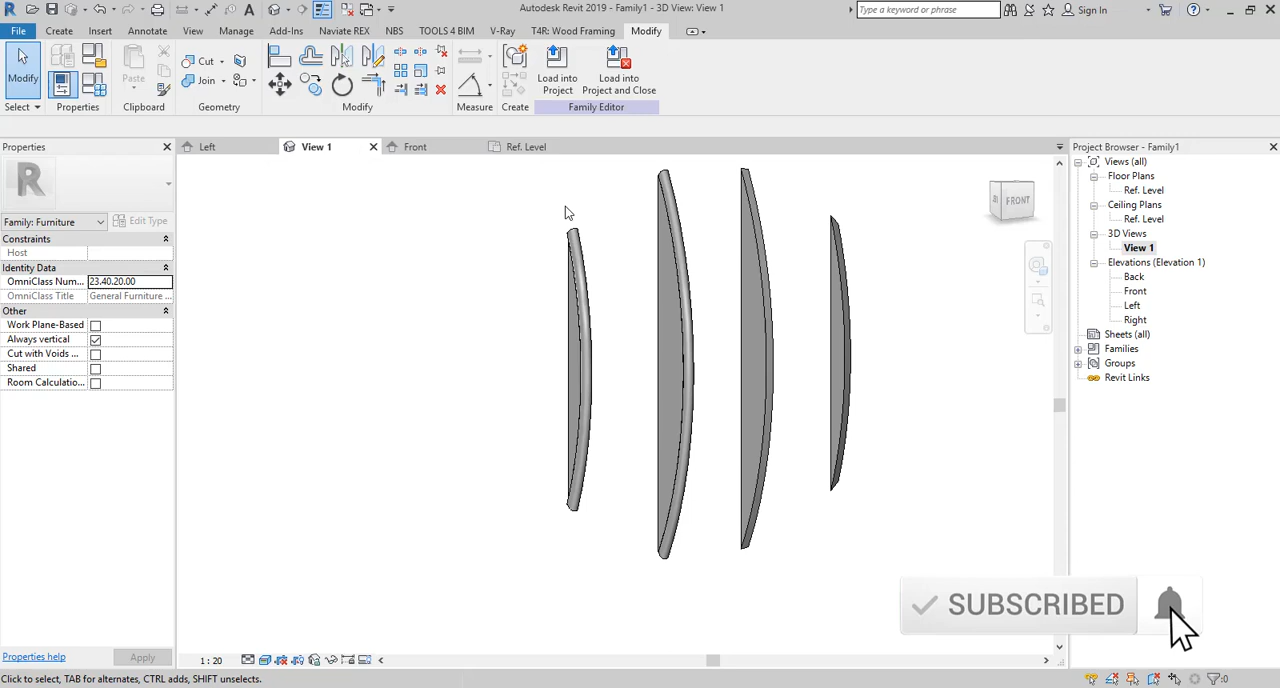 Autodesk Revit 2019 - Family1 - 3D View: View 1
Type a keyword or phrase
Sign In
File Create Insert Annotate View Manage Add-Ins Naviate REX NBS TOOLS 4 BIM V-Ray T4R: Wood Framing Modify
Modify
Paste
Cut
Join
Load into
Project
Load into
Project and Close
Select Properties Clipboard Geometry Modify Measure Create Family Editor
Properties
Left
View 1
Front
Ref. Level
Project Browser - Family1
R
Family: Furniture
Edit Type
Constraints
Host
Identity Data
OmniClass Num... 23.40.20.00
OmniClass Title General Furniture ...
Other
Work Plane-Based
Always vertical
Cut with Voids ...
Shared
Room Calculatio...
Properties help
Apply
FRONT
Views (all)
Floor Plans
Ref. Level
Ceiling Plans
Ref. Level
3D Views
View 1
Elevations (Elevation 1)
Back
Front
Left
Right
Sheets (all)
Families
Groups
Revit Links
SUBSCRIBED
1 : 20
Click to select, TAB for alternates, CTRL adds, SHIFT unselects.
:0